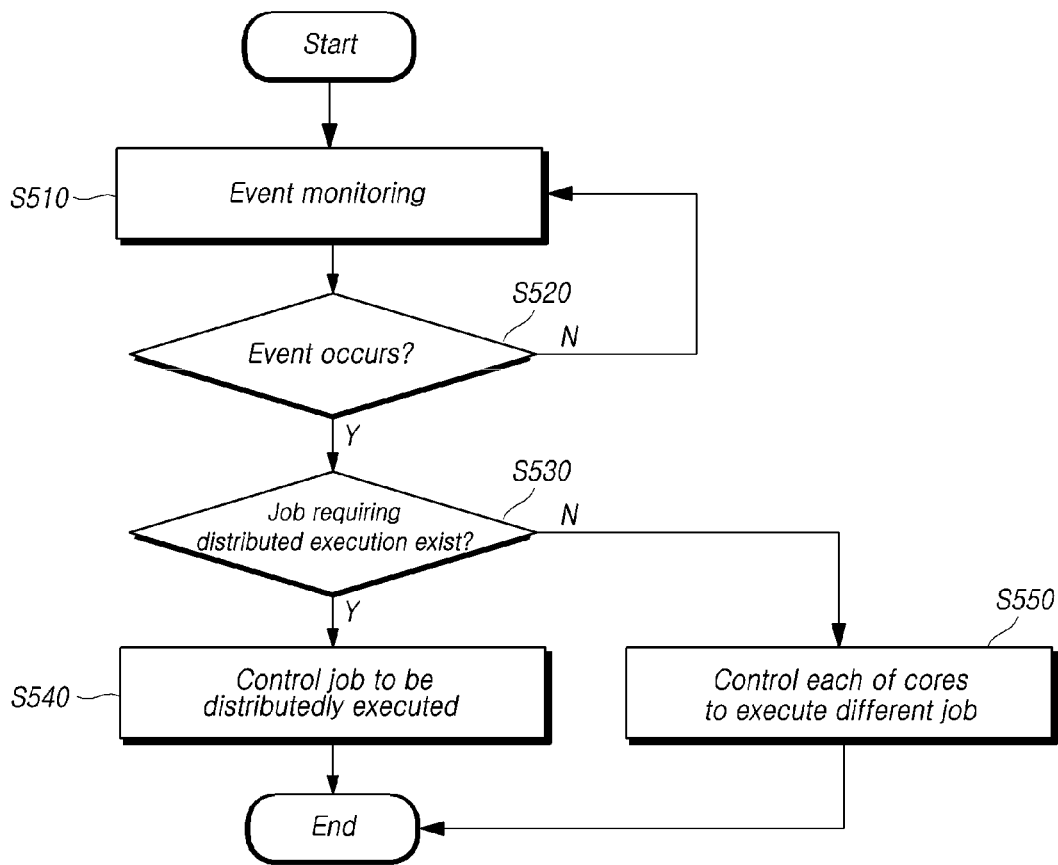 Start
S510
Event monitoring
S520
Event occurs?
N
Y
S530
Job requiring
distributed execution exist?
N
Y
S550
S540
Control job to be
distributedly executed
Control each of cores
to execute different job
End